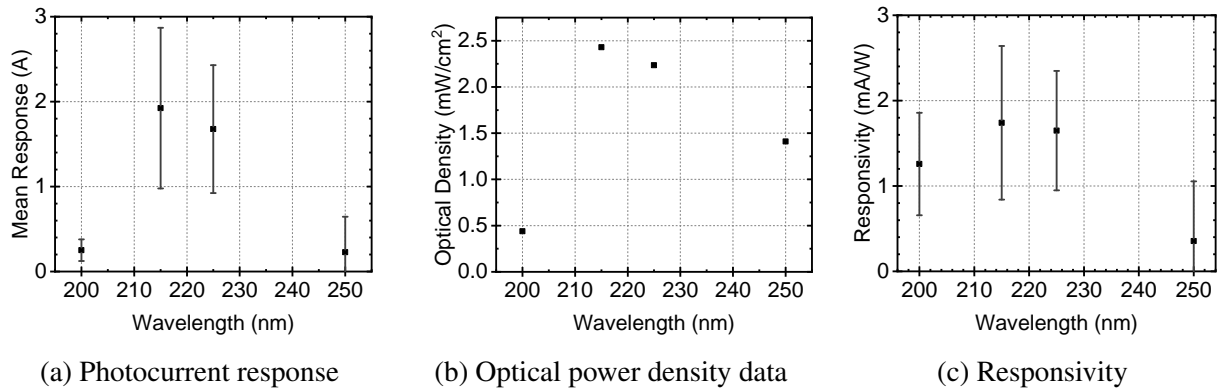 3
2
1
0
Mean Response (A)
200 210 220 230 240 250
Wavelength (nm)
(a) Photocurrent response
2.5
2.0
1.5
1.0
0.5
0.0
Optical Density (mW/cm²)
200 210 220 230 240 250
Wavelength (nm)
(b) Optical power density data
3
2
1
0
Responsivity (mA/W)
200 210 220 230 240 250
Wavelength (nm)
(c) Responsivity